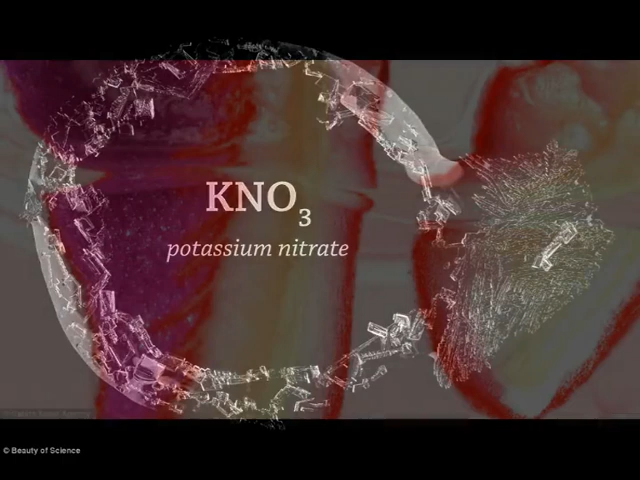 KNO₃
potassium nitrate
© Beauty of Science